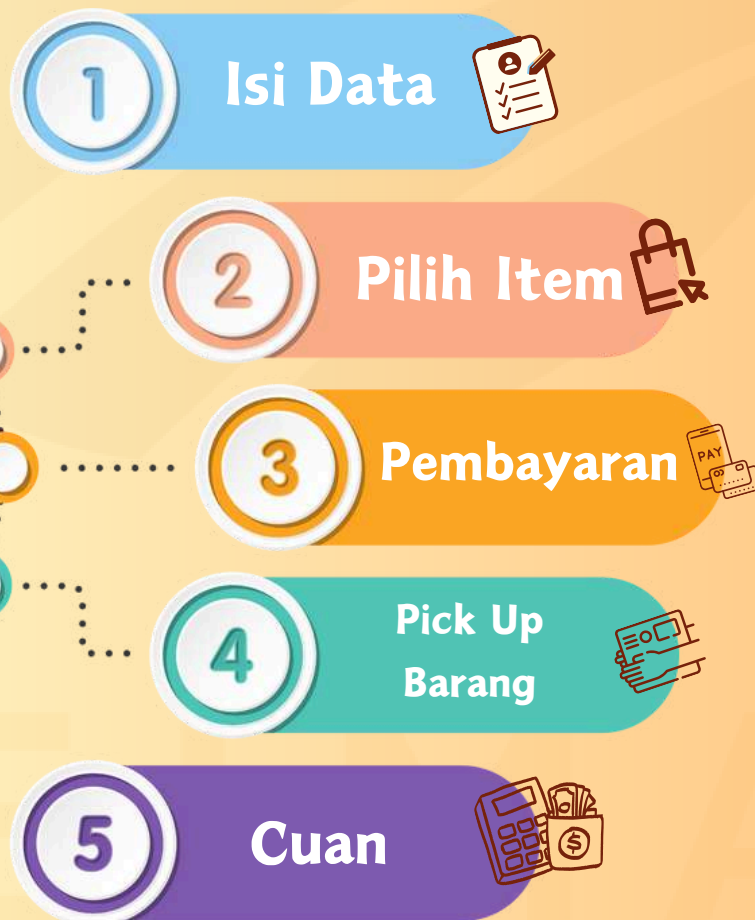 1
Isi Data
2
Pilih Item
3
Pembayaran
PAY
4
Pick Up
Barang
5
Cuan
$